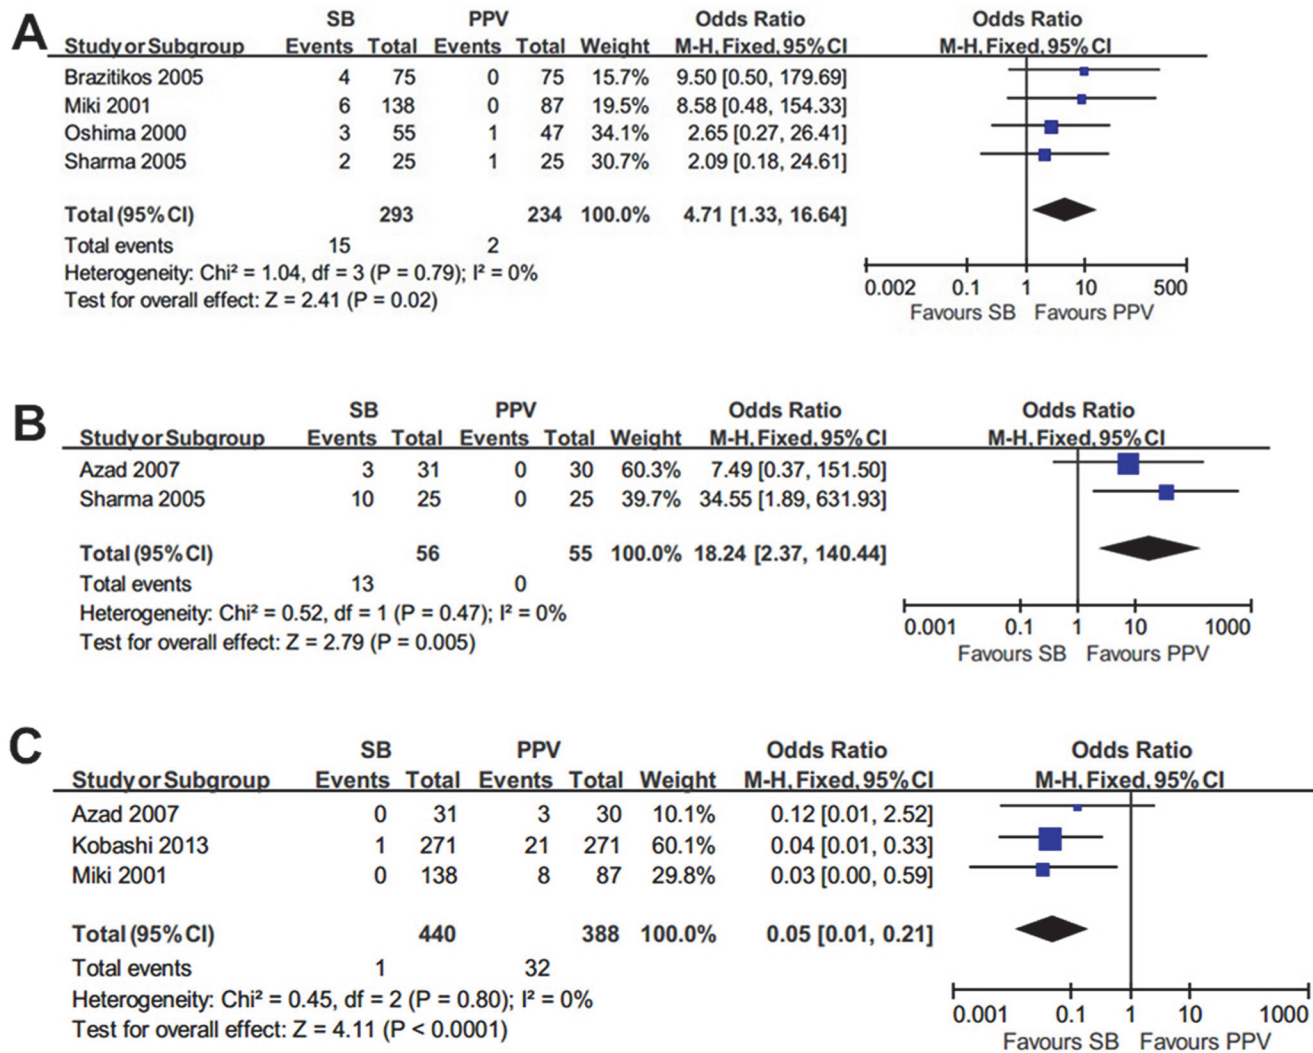 A
SB PPV Odds Ratio Odds Ratio
Study or Subgroup Events Total Events Total Weight M-H, Fixed, 95% CI M-H, Fixed, 95% CI
Brazitikos 2005 4 75 0 75 15.7% 9.50 [0.50, 179.69]
Miki 2001 6 138 0 87 19.5% 8.58 [0.48, 154.33]
Oshima 2000 3 55 1 47 34.1% 2.65 [0.27, 26.41]
Sharma 2005 2 25 1 25 30.7% 2.09 [0.18, 24.61]
Total (95% CI) 293 234 100.0% 4.71 [1.33, 16.64]
Total events 15 2
Heterogeneity: Chi² = 1.04, df = 3 (P = 0.79); I² = 0%
Test for overall effect: Z = 2.41 (P = 0.02)
0.002 0.1 1 10 500
Favours SB Favours PPV
B
SB PPV Odds Ratio Odds Ratio
Study or Subgroup Events Total Events Total Weight M-H, Fixed, 95% CI M-H, Fixed, 95% CI
Azad 2007 3 31 0 30 60.3% 7.49 [0.37, 151.50]
Sharma 2005 10 25 0 25 39.7% 34.55 [1.89, 631.93]
Total (95% CI) 56 55 100.0% 18.24 [2.37, 140.44]
Total events 13 0
Heterogeneity: Chi² = 0.52, df = 1 (P = 0.47); I² = 0%
Test for overall effect: Z = 2.79 (P = 0.005)
0.001 0.1 1 10 1000
Favours SB Favours PPV
C
SB PPV Odds Ratio Odds Ratio
Study or Subgroup Events Total Events Total Weight M-H, Fixed, 95% CI M-H, Fixed, 95% CI
Azad 2007 0 31 3 30 10.1% 0.12 [0.01, 2.52]
Kobashi 2013 1 271 21 271 60.1% 0.04 [0.01, 0.33]
Miki 2001 0 138 8 87 29.8% 0.03 [0.00, 0.59]
Total (95% CI) 440 388 100.0% 0.05 [0.01, 0.21]
Total events 1 32
Heterogeneity: Chi² = 0.45, df = 2 (P = 0.80); I² = 0%
Test for overall effect: Z = 4.11 (P < 0.0001)
0.001 0.1 1 10 1000
Favours SB Favours PPV